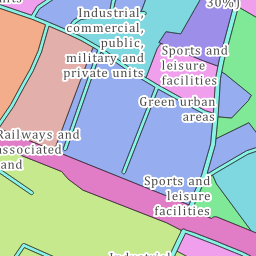 30%)
Industrial,
commercial,
public,
military and
private units
Sports and
leisure
facilities
Green urban
areas
Railways and
associated
land
Sports and
leisure
facilities